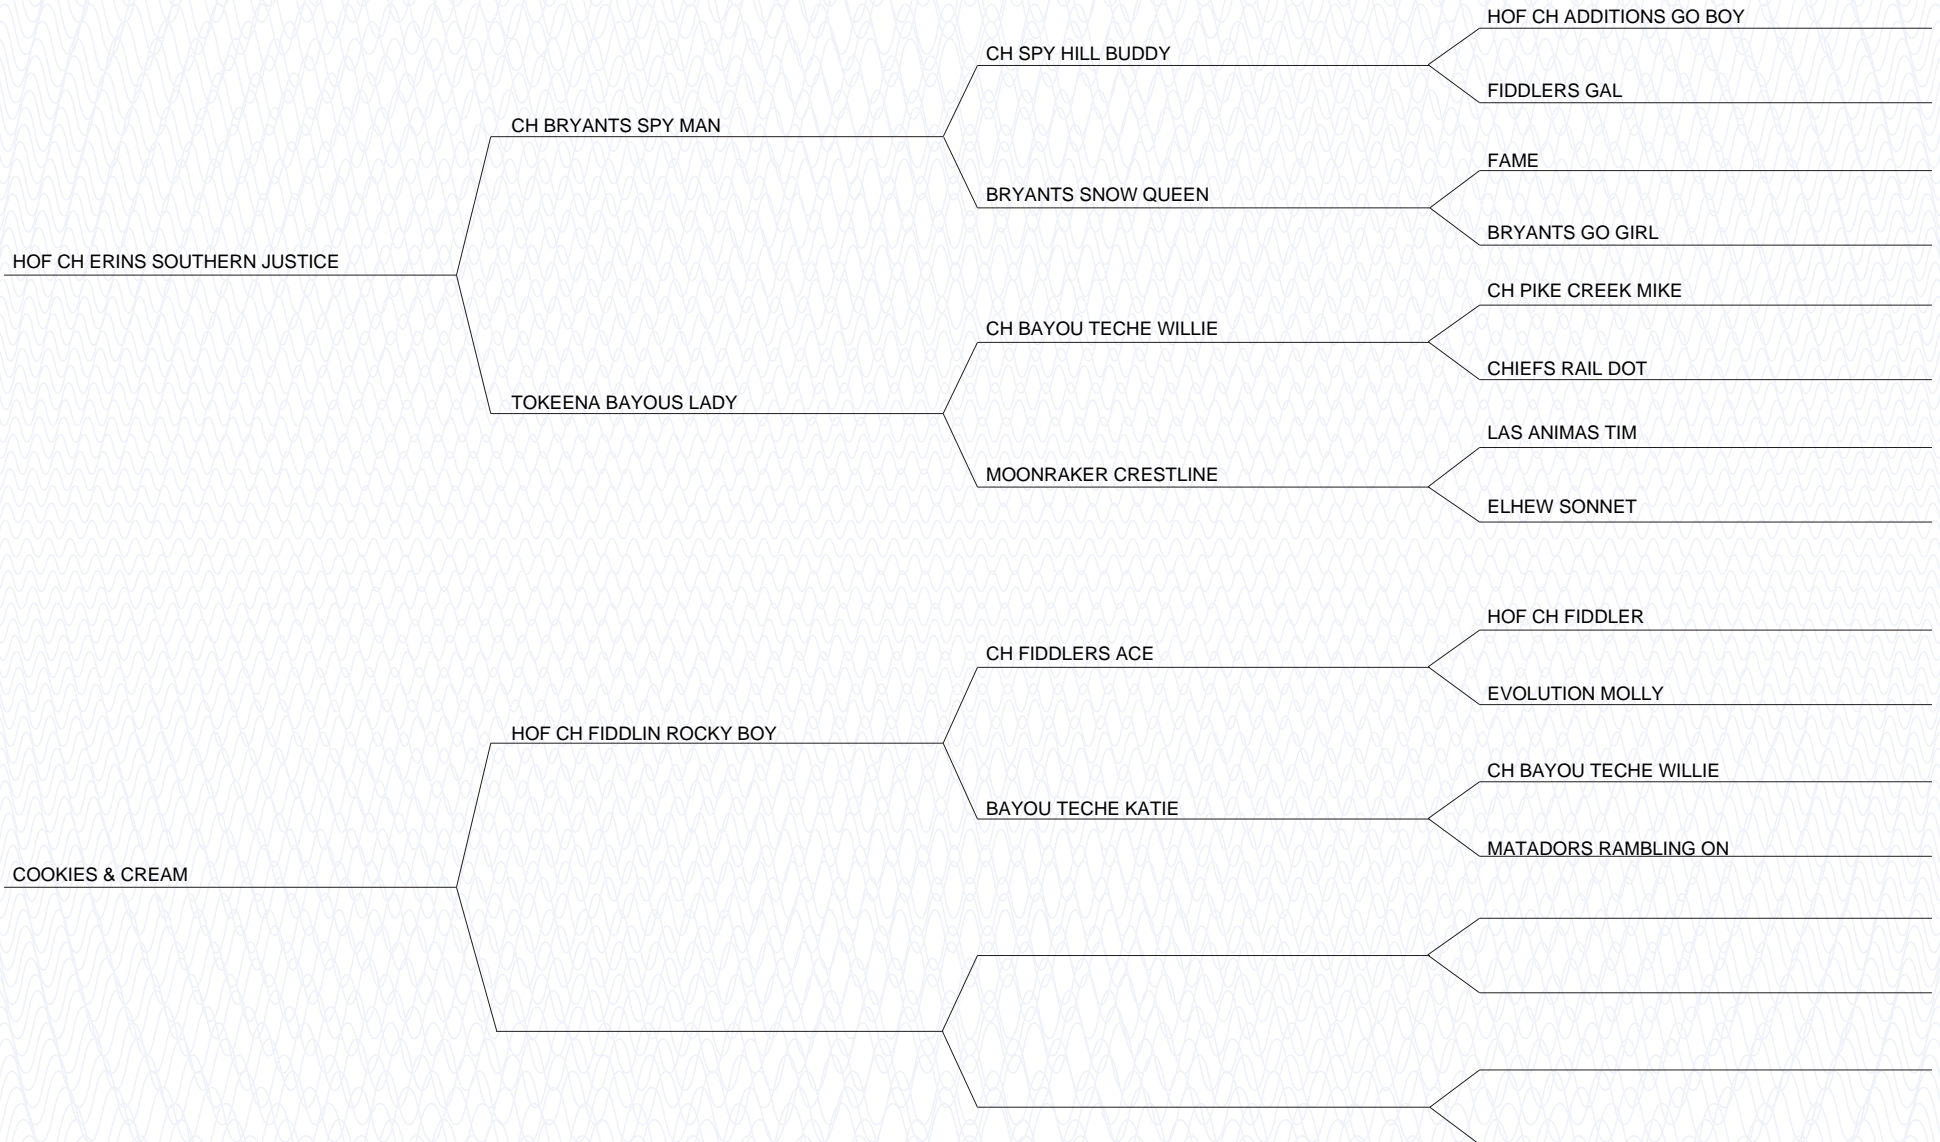 HOF CH ADDITIONS GO BOY
CH SPY HILL BUDDY
FIDDLERS GAL
CH BRYANTS SPY MAN
FAME
BRYANTS SNOW QUEEN
BRYANTS GO GIRL
HOF CH ERINS SOUTHERN JUSTICE
CH PIKE CREEK MIKE
CH BAYOU TECHE WILLIE
CHIEFS RAIL DOT
TOKEENA BAYOUS LADY
LAS ANIMAS TIM
MOONRAKER CRESTLINE
ELHEW SONNET
HOF CH FIDDLER
CH FIDDLERS ACE
EVOLUTION MOLLY
HOF CH FIDDLIN ROCKY BOY
CH BAYOU TECHE WILLIE
BAYOU TECHE KATIE
MATADORS RAMBLING ON
COOKIES & CREAM